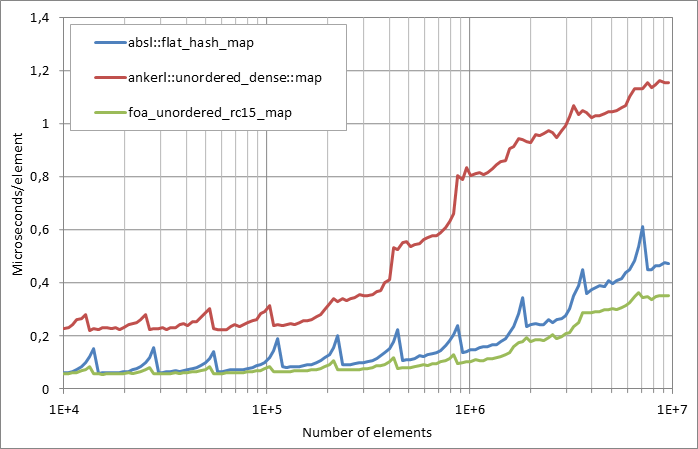 1,4
1,2
1
0,8
0,6
0,4
0,2
0
Microseconds/element
absl::flat_hash_map
ankerl::unordered_dense::map
foa_unordered_rc15_map
1E+4
1E+5
1E+6
1E+7
Number of elements